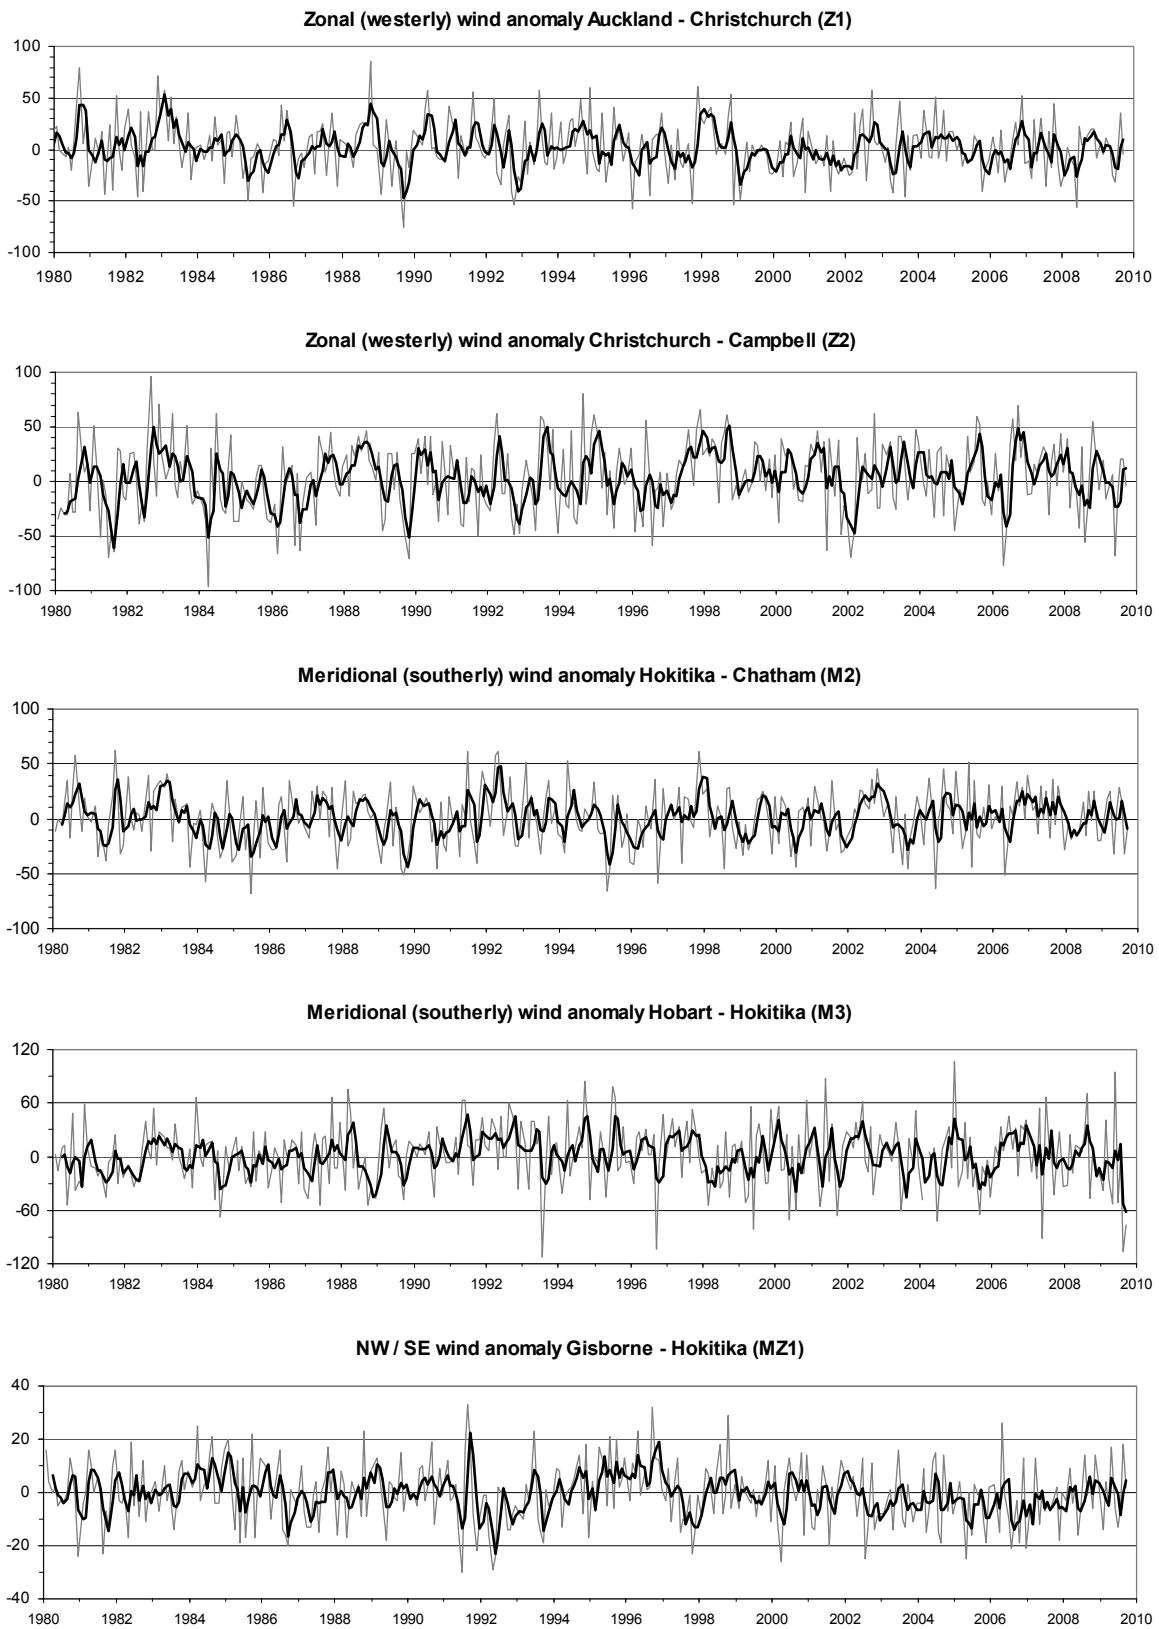 Zonal (westerly) wind anomaly Auckland - Christchurch (Z1)
100
50
0
-50
-100
1980 1982 1984 1986 1988 1990 1992 1994 1996 1998 2000 2002 2004 2006 2008 2010
Zonal (westerly) wind anomaly Christchurch - Campbell (Z2)
100
50
0
-50
-100
1980 1982 1984 1986 1988 1990 1992 1994 1996 1998 2000 2002 2004 2006 2008 2010
Meridional (southerly) wind anomaly Hokitika - Chatham (M2)
100
50
0
-50
-100
1980 1982 1984 1986 1988 1990 1992 1994 1996 1998 2000 2002 2004 2006 2008 2010
Meridional (southerly) wind anomaly Hobart - Hokitika (M3)
120
60
0
-60
-120
1980 1982 1984 1986 1988 1990 1992 1994 1996 1998 2000 2002 2004 2006 2008 2010
NW / SE wind anomaly Gisborne - Hokitika (MZ1)
40
20
0
-20
-40
1980 1982 1984 1986 1988 1990 1992 1994 1996 1998 2000 2002 2004 2006 2008 2010